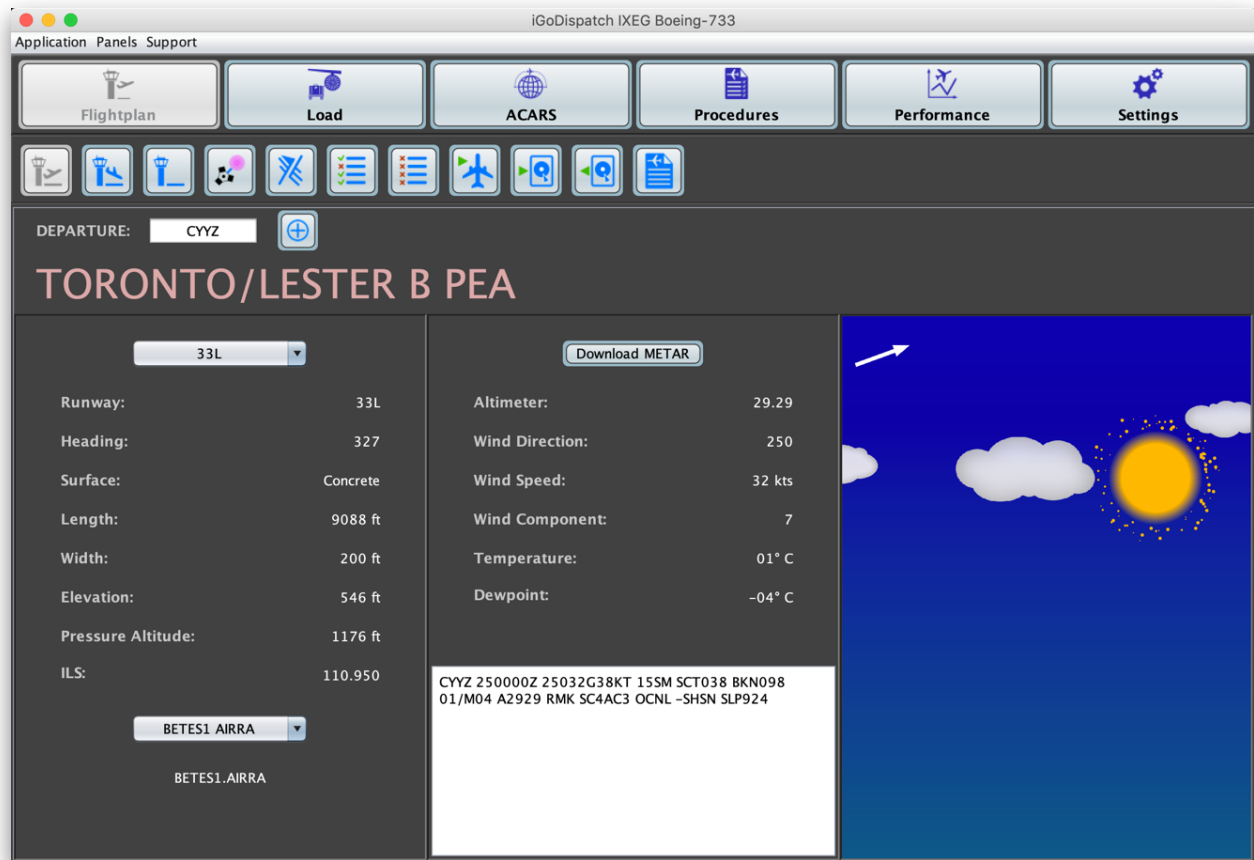 iGoDispatch IXEG Boeing-733
Application Panels Support
Flightplan Load ACARS Procedures Performance Settings
DEPARTURE: CYYZ
TORONTO/LESTER B PEA
33L
Runway: 33L
Heading: 327
Surface: Concrete
Length: 9088 ft
Width: 200 ft
Elevation: 546 ft
Pressure Altitude: 1176 ft
ILS: 110.950
BETES1 AIRRA
BETES1.AIRRA
Download METAR
Altimeter: 29.29
Wind Direction: 250
Wind Speed: 32 kts
Wind Component: 7
Temperature: 01° C
Dewpoint: -04° C
CYYZ 250000Z 25032G38KT 15SM SCT038 BKN098
01/M04 A2929 RMK SC4AC3 OCNL -SHSN SLP924